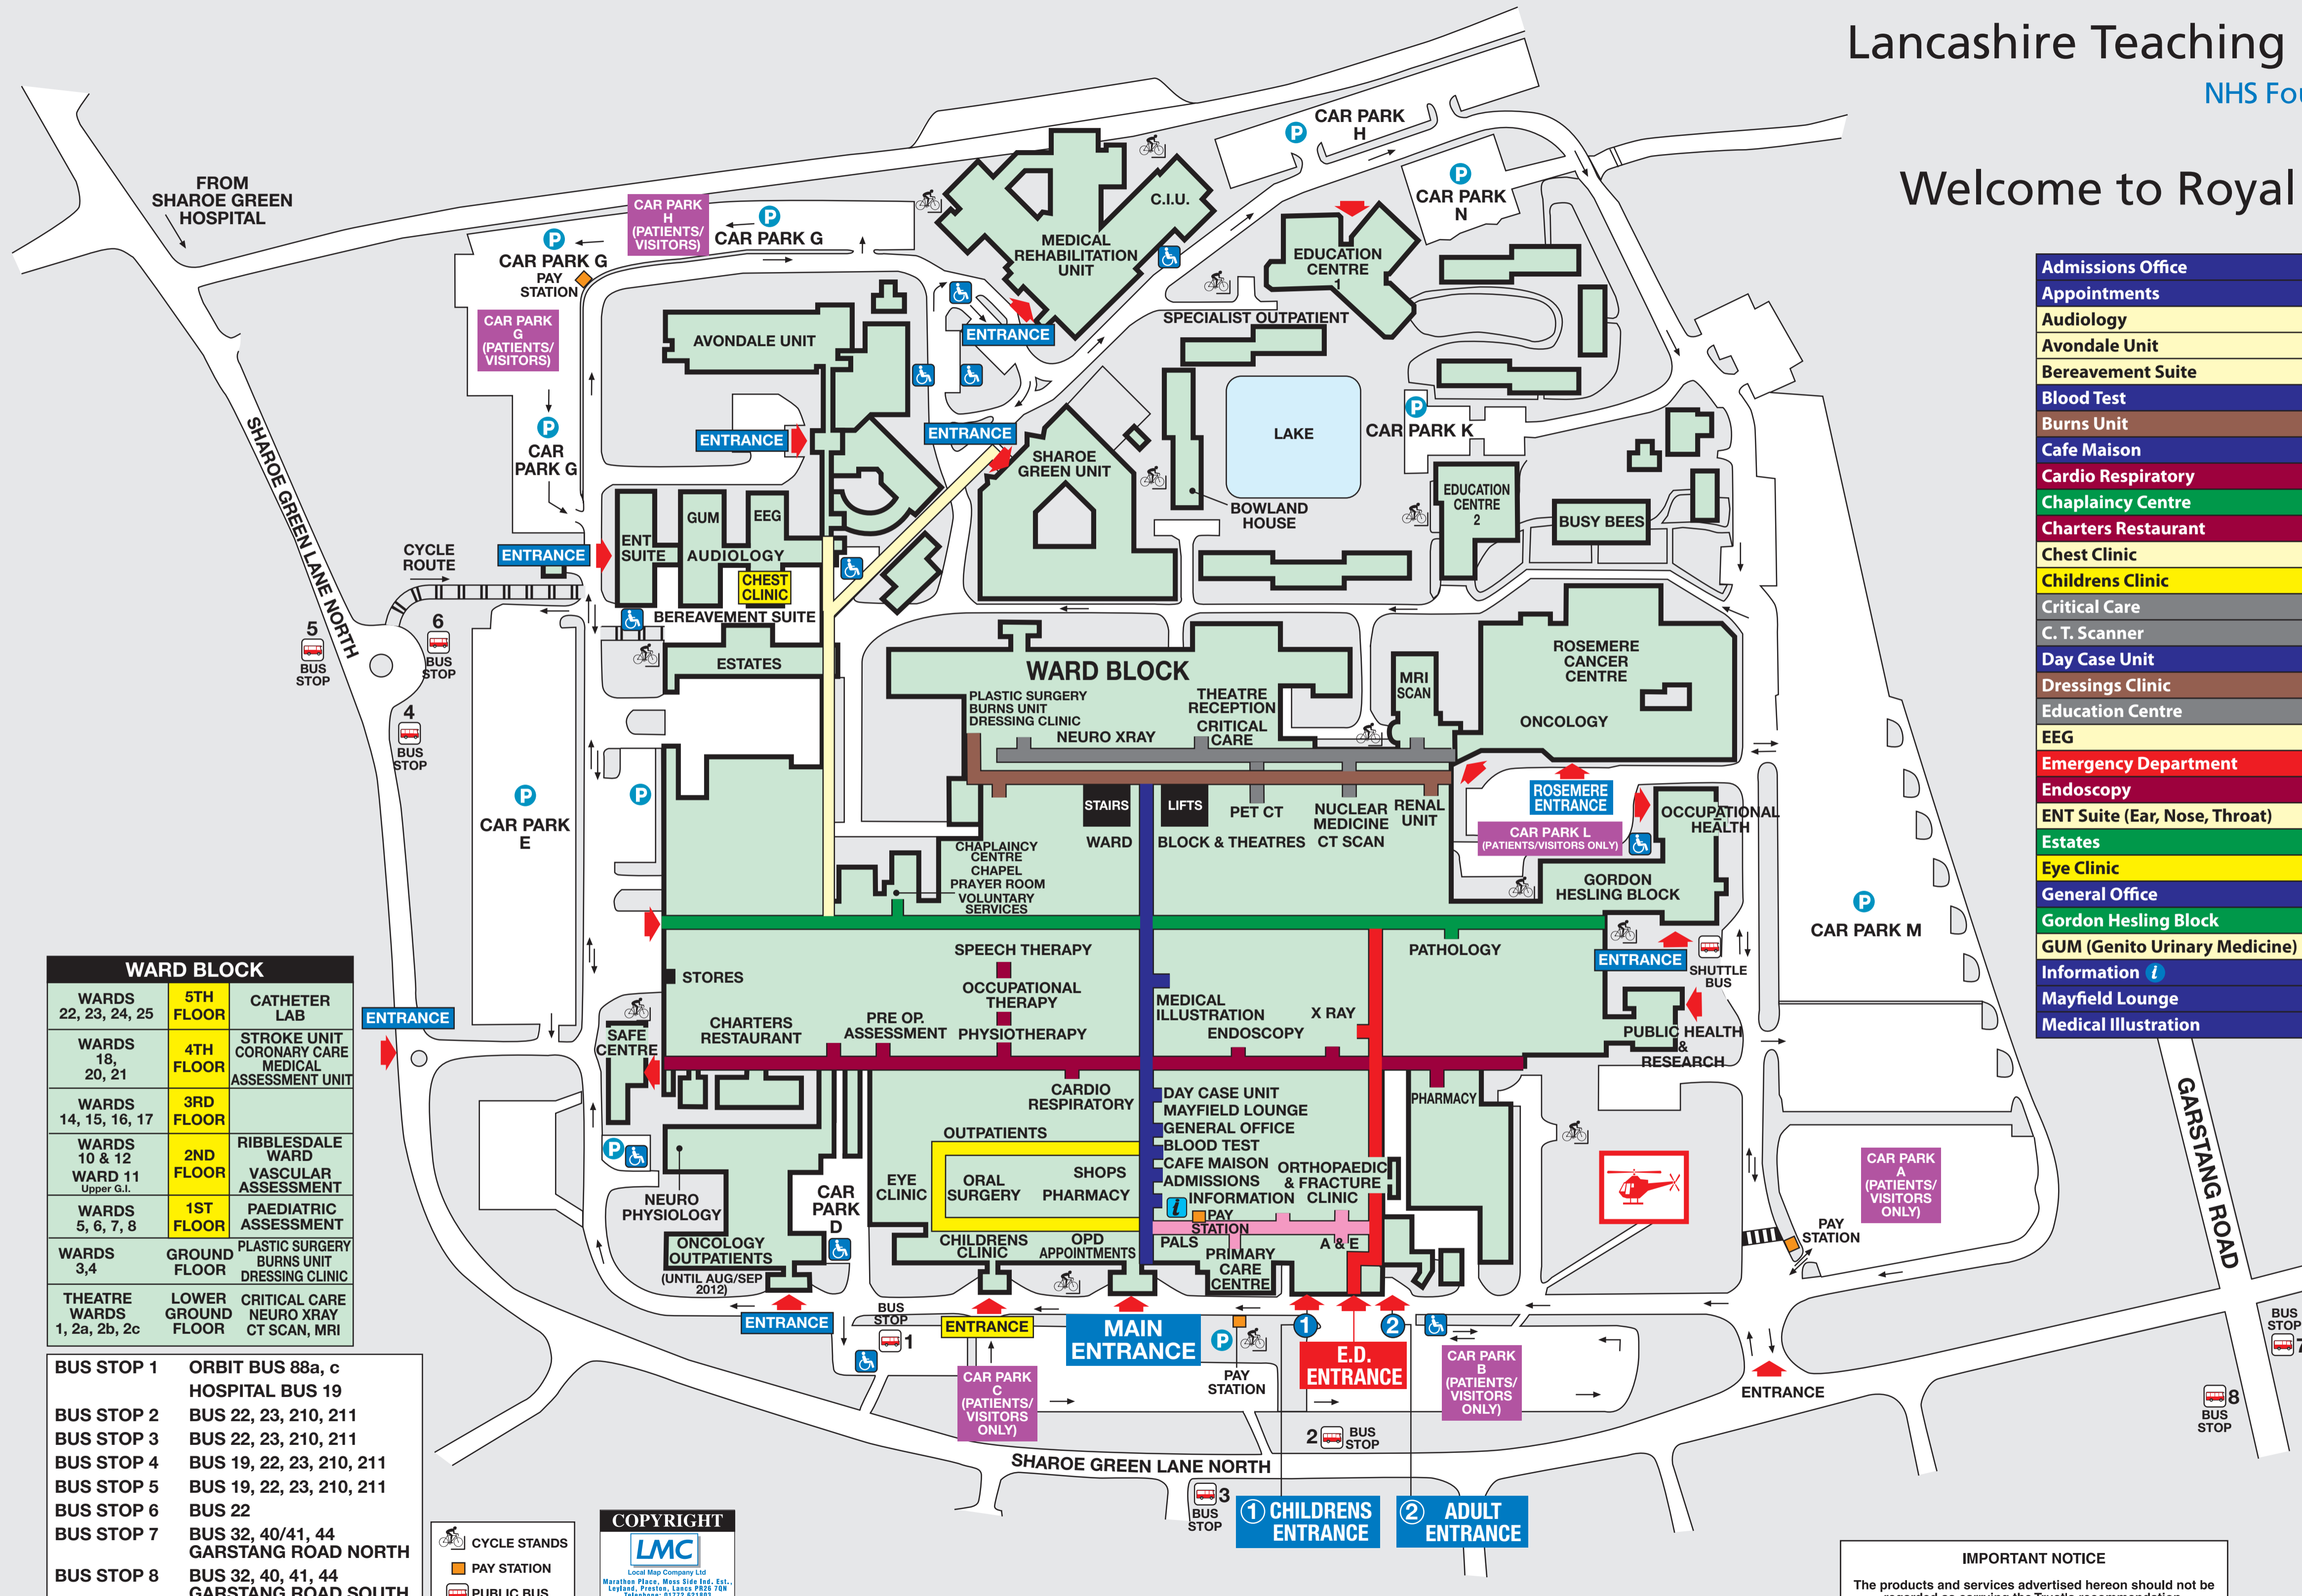 Lancashire Teaching
NHS Fou
Welcome to Royal
FROM
SHAROE GREEN
HOSPITAL
CAR PARK
H
(PATIENTS/
VISITORS)
P
CAR PARK G
P
CAR PARK G
PAY
STATION
CAR PARK
G
(PATIENTS/
VISITORS)
P
CAR
PARK G
C.I.U.
MEDICAL
REHABILITATION
UNIT
P
CAR PARK
H
P
CAR PARK
N
EDUCATION
CENTRE
1
SPECIALIST OUTPATIENT
ENTRANCE
AVONDALE UNIT
ENTRANCE
ENTRANCE
SHAROE
GREEN UNIT
LAKE
BOWLAND
HOUSE
P
CAR PARK K
EDUCATION
CENTRE
2
BUSY BEES
SHAROE GREEN LANE NORTH
CYCLE
ROUTE
ENTRANCE
ENT
SUITE
GUM
EEG
AUDIOLOGY
CHEST
CLINIC
BEREAVEMENT SUITE
ESTATES
5
BUS
STOP
6
BUS
STOP
4
BUS
STOP
P
CAR PARK
E
P
WARD BLOCK
PLASTIC SURGERY
BURNS UNIT
DRESSING CLINIC
THEATRE
RECEPTION
CRITICAL
CARE
NEURO XRAY
MRI
SCAN
ROSEMERE
CANCER
CENTRE
ONCOLOGY
STAIRS
LIFTS
WARD
BLOCK & THEATRES
PET CT
NUCLEAR
MEDICINE
CT SCAN
RENAL
UNIT
ROSEMERE
ENTRANCE
CAR PARK L
(PATIENTS/VISITORS ONLY)
OCCUPATIONAL
HEALTH
GORDON
HESLING BLOCK
P
CAR PARK M
CHAPLAINCY
CENTRE
CHAPEL
PRAYER ROOM
VOLUNTARY
SERVICES
SPEECH THERAPY
OCCUPATIONAL
THERAPY
PHYSIOTHERAPY
STORES
CHARTERS
RESTAURANT
PRE OP.
ASSESSMENT
MEDICAL
ILLUSTRATION
ENDOSCOPY
X RAY
PATHOLOGY
ENTRANCE
SHUTTLE
BUS
PUBLIC HEALTH
&
RESEARCH
ENTRANCE
SAFE
CENTRE
CARDIO
RESPIRATORY
DAY CASE UNIT
MAYFIELD LOUNGE
GENERAL OFFICE
BLOOD TEST
CAFE MAISON
ADMISSIONS
i INFORMATION
PAY
STATION
ORTHOPAEDIC
& FRACTURE
CLINIC
PHARMACY
OUTPATIENTS
EYE
CLINIC
ORAL
SURGERY
SHOPS
PHARMACY
P
NEURO
PHYSIOLOGY
CAR
PARK
D
ONCOLOGY
OUTPATIENTS
(UNTIL AUG/SEP
2012)
CHILDRENS
CLINIC
OPD
APPOINTMENTS
PALS
PRIMARY
CARE
CENTRE
A & E
CAR PARK
A
(PATIENTS/
VISITORS
ONLY)
PAY
STATION
GARSTANG ROAD
ENTRANCE
BUS
STOP
1
ENTRANCE
MAIN
ENTRANCE
P
PAY
STATION
1
2
E.D.
ENTRANCE
CAR PARK
C
(PATIENTS/
VISITORS
ONLY)
CAR PARK
B
(PATIENTS/
VISITORS
ONLY)
ENTRANCE
2 BUS
STOP
SHAROE GREEN LANE NORTH
3
BUS
STOP
1 CHILDRENS
ENTRANCE
2 ADULT
ENTRANCE
BUS
STOP
7
8
BUS
STOP
Admissions Office
Appointments
Audiology
Avondale Unit
Bereavement Suite
Blood Test
Burns Unit
Cafe Maison
Cardio Respiratory
Chaplaincy Centre
Charters Restaurant
Chest Clinic
Childrens Clinic
Critical Care
C. T. Scanner
Day Case Unit
Dressings Clinic
Education Centre
EEG
Emergency Department
Endoscopy
ENT Suite (Ear, Nose, Throat)
Estates
Eye Clinic
General Office
Gordon Hesling Block
GUM (Genito Urinary Medicine)
Information i
Mayfield Lounge
Medical Illustration
WARD BLOCK
WARDS
22, 23, 24, 25
5TH
FLOOR
CATHETER
LAB
WARDS
18,
20, 21
4TH
FLOOR
STROKE UNIT
CORONARY CARE
MEDICAL
ASSESSMENT UNIT
WARDS
14, 15, 16, 17
3RD
FLOOR
WARDS
10 & 12
WARD 11
Upper G.I.
2ND
FLOOR
RIBBLESDALE
WARD
VASCULAR
ASSESSMENT
WARDS
5, 6, 7, 8
1ST
FLOOR
PAEDIATRIC
ASSESSMENT
WARDS
3,4
GROUND
FLOOR
PLASTIC SURGERY
BURNS UNIT
DRESSING CLINIC
THEATRE
WARDS
1, 2a, 2b, 2c
LOWER
GROUND
FLOOR
CRITICAL CARE
NEURO XRAY
CT SCAN, MRI
BUS STOP 1 ORBIT BUS 88a, c
HOSPITAL BUS 19
BUS STOP 2 BUS 22, 23, 210, 211
BUS STOP 3 BUS 22, 23, 210, 211
BUS STOP 4 BUS 19, 22, 23, 210, 211
BUS STOP 5 BUS 19, 22, 23, 210, 211
BUS STOP 6 BUS 22
BUS STOP 7 BUS 32, 40/41, 44
GARSTANG ROAD NORTH
BUS STOP 8 BUS 32, 40, 41, 44
GARSTANG ROAD SOUTH
CYCLE STANDS
PAY STATION
PUBLIC BUS
COPYRIGHT
LMC
Local Map Company Ltd
Marathon Place, Moss Side Ind. Est.,
Leyland, Preston, Lancs PR26 7QN
Telephone: 01772 621803
IMPORTANT NOTICE
The products and services advertised hereon should not be
regarded as carrying the Trust's recommendation